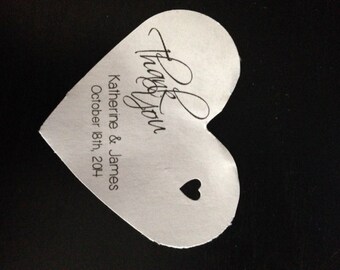 Thank
you
Katherine & James
October 18th, 2014